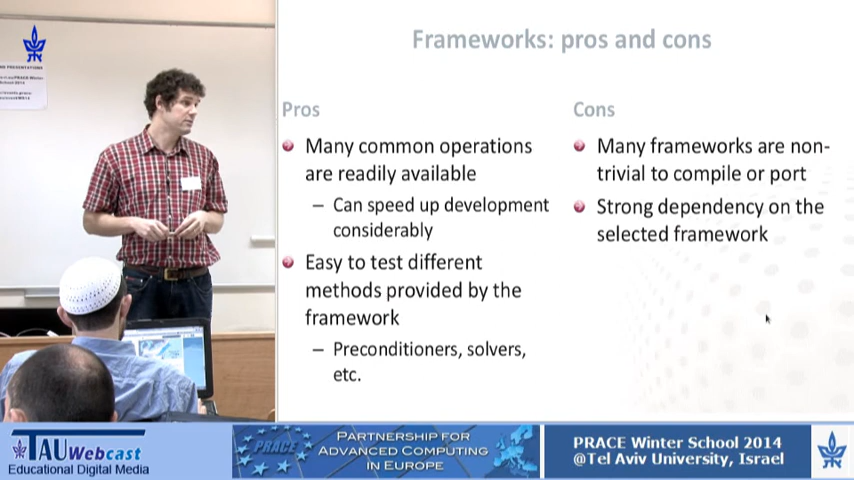 Frameworks: pros and cons
Pros
Many common operations
are readily available
– Can speed up development
considerably
Easy to test different
methods provided by the
framework
– Preconditioners, solvers,
etc.
Cons
Many frameworks are non-
trivial to compile or port
Strong dependency on the
selected framework
TAU Webcast
Educational Digital Media
PRACE
PARTNERSHIP FOR
ADVANCED COMPUTING
IN EUROPE
PRACE Winter School 2014
@Tel Aviv University, Israel